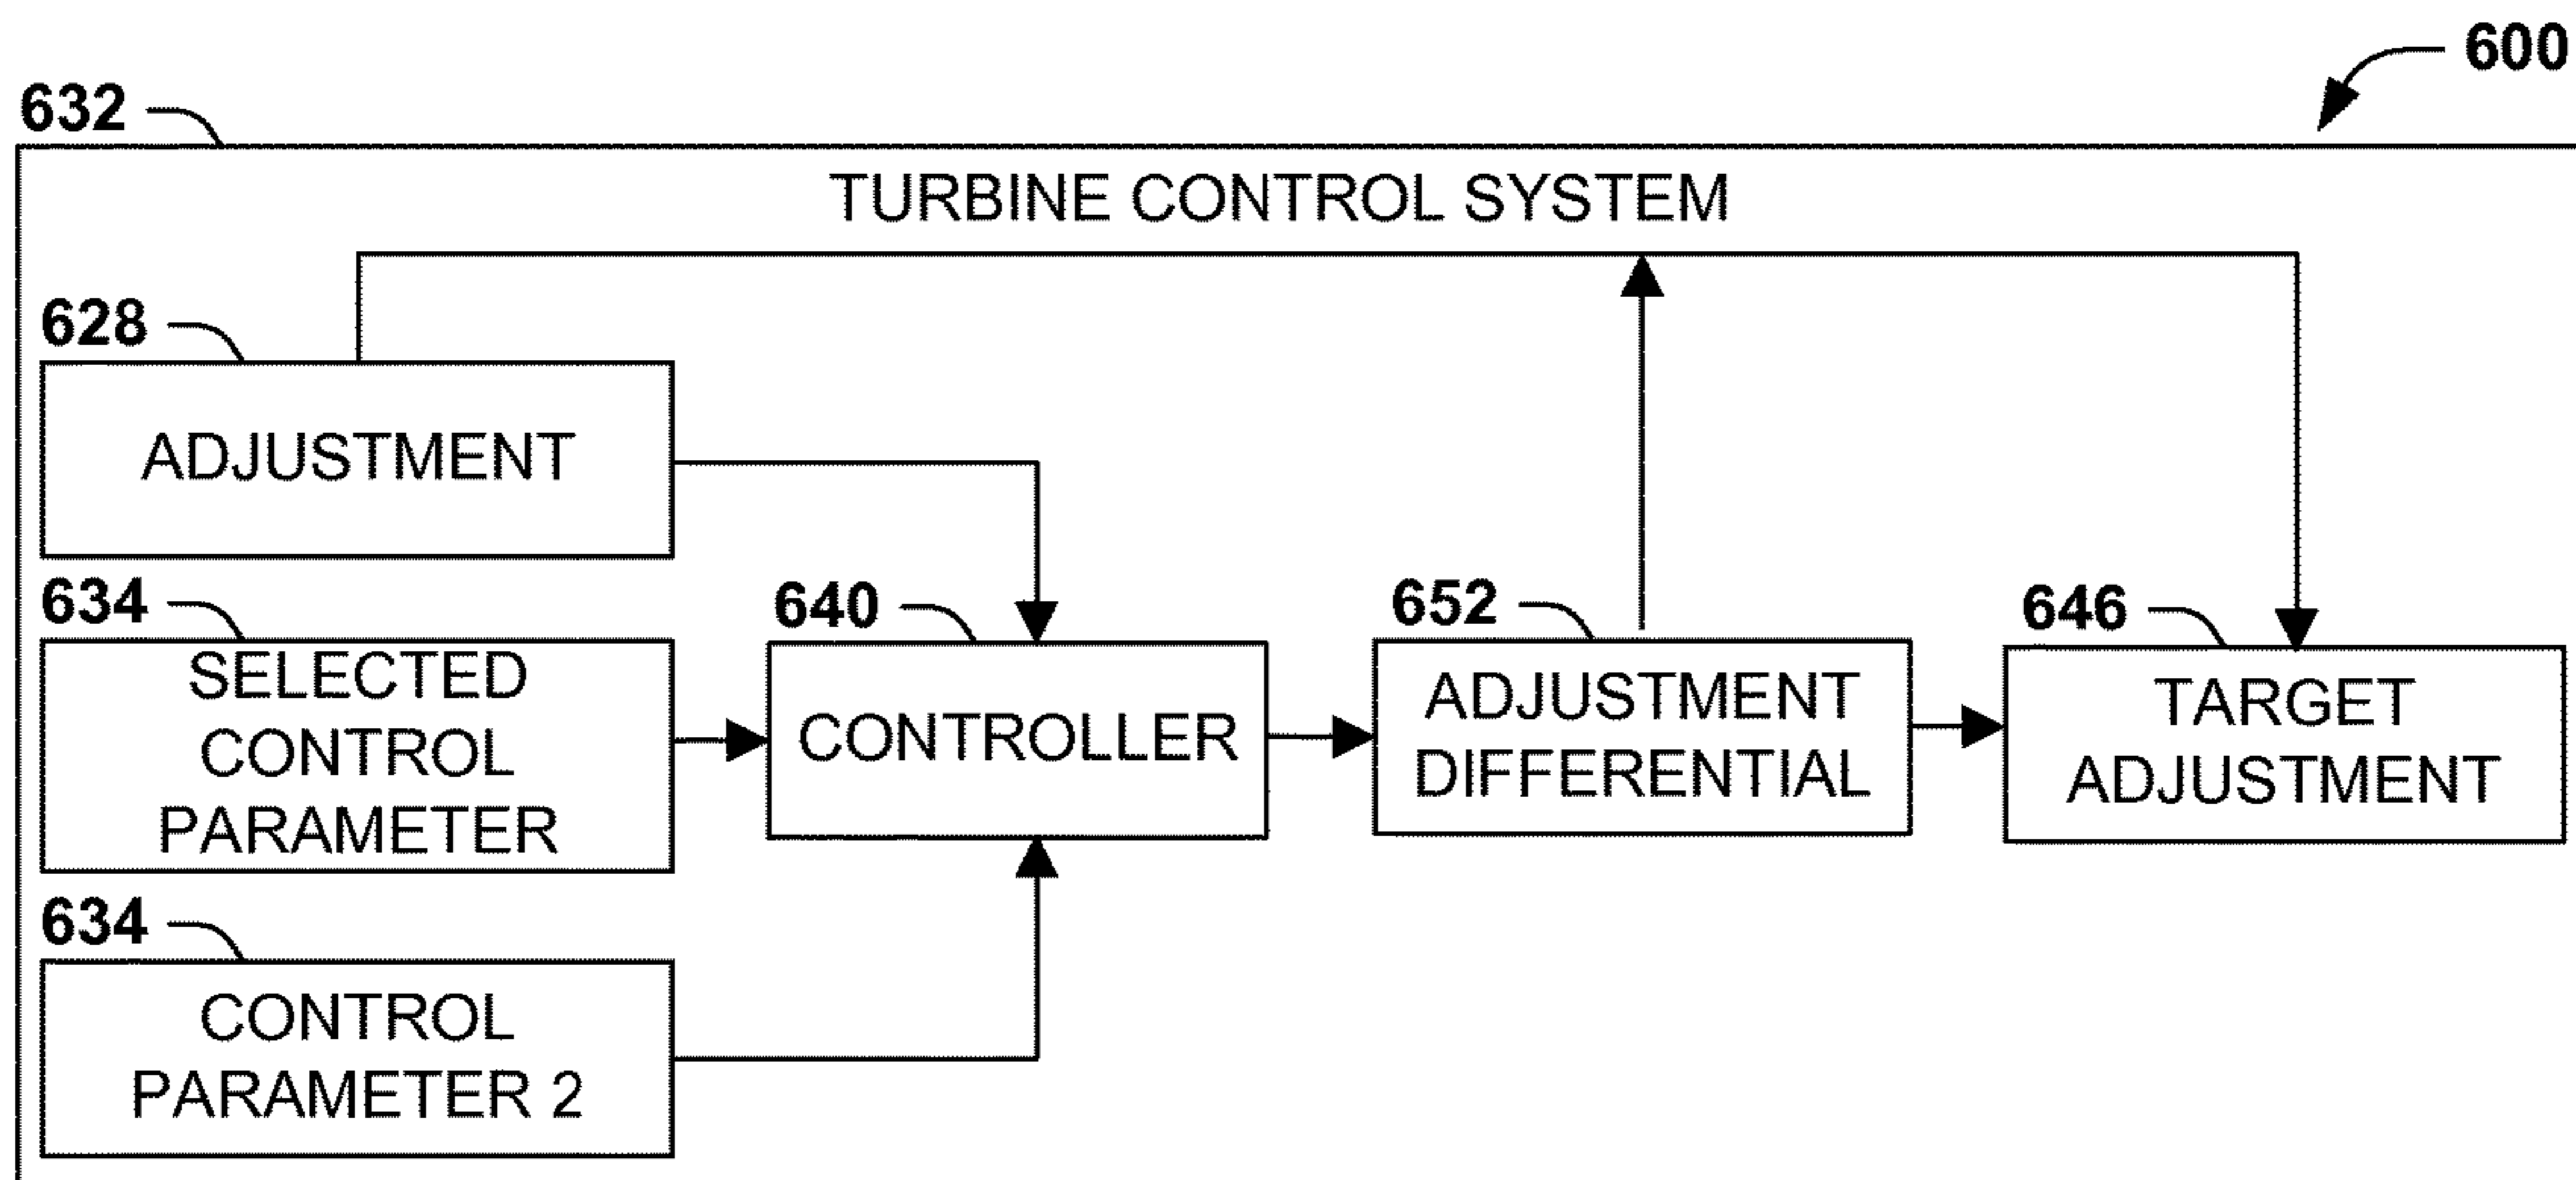 600
632
TURBINE CONTROL SYSTEM
628
ADJUSTMENT
634
SELECTED
CONTROL
PARAMETER
640
CONTROLLER
652
ADJUSTMENT
DIFFERENTIAL
646
TARGET
ADJUSTMENT
634
CONTROL
PARAMETER 2